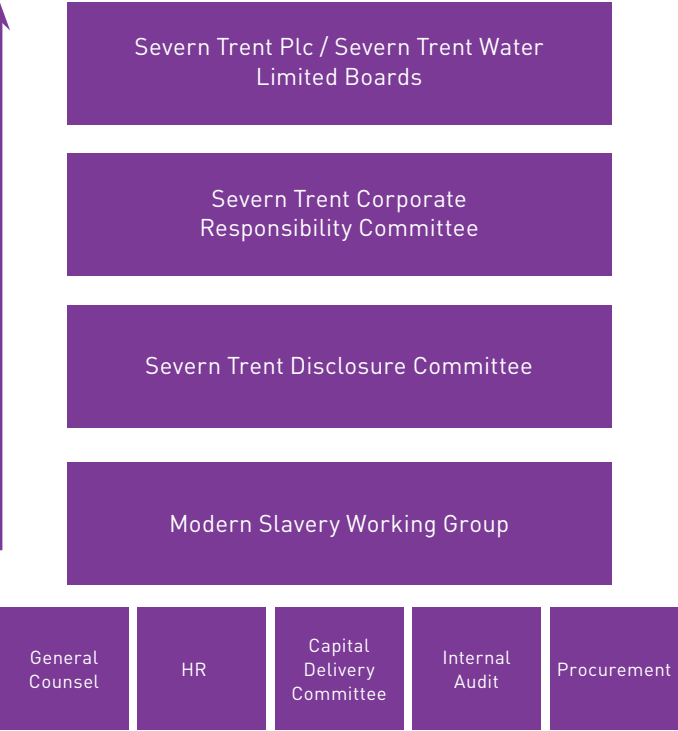 Severn Trent Plc / Severn Trent Water
Limited Boards
Severn Trent Corporate
Responsibility Committee
Severn Trent Disclosure Committee
Modern Slavery Working Group
General
Counsel
HR
Capital
Delivery
Committee
Internal
Audit
Procurement